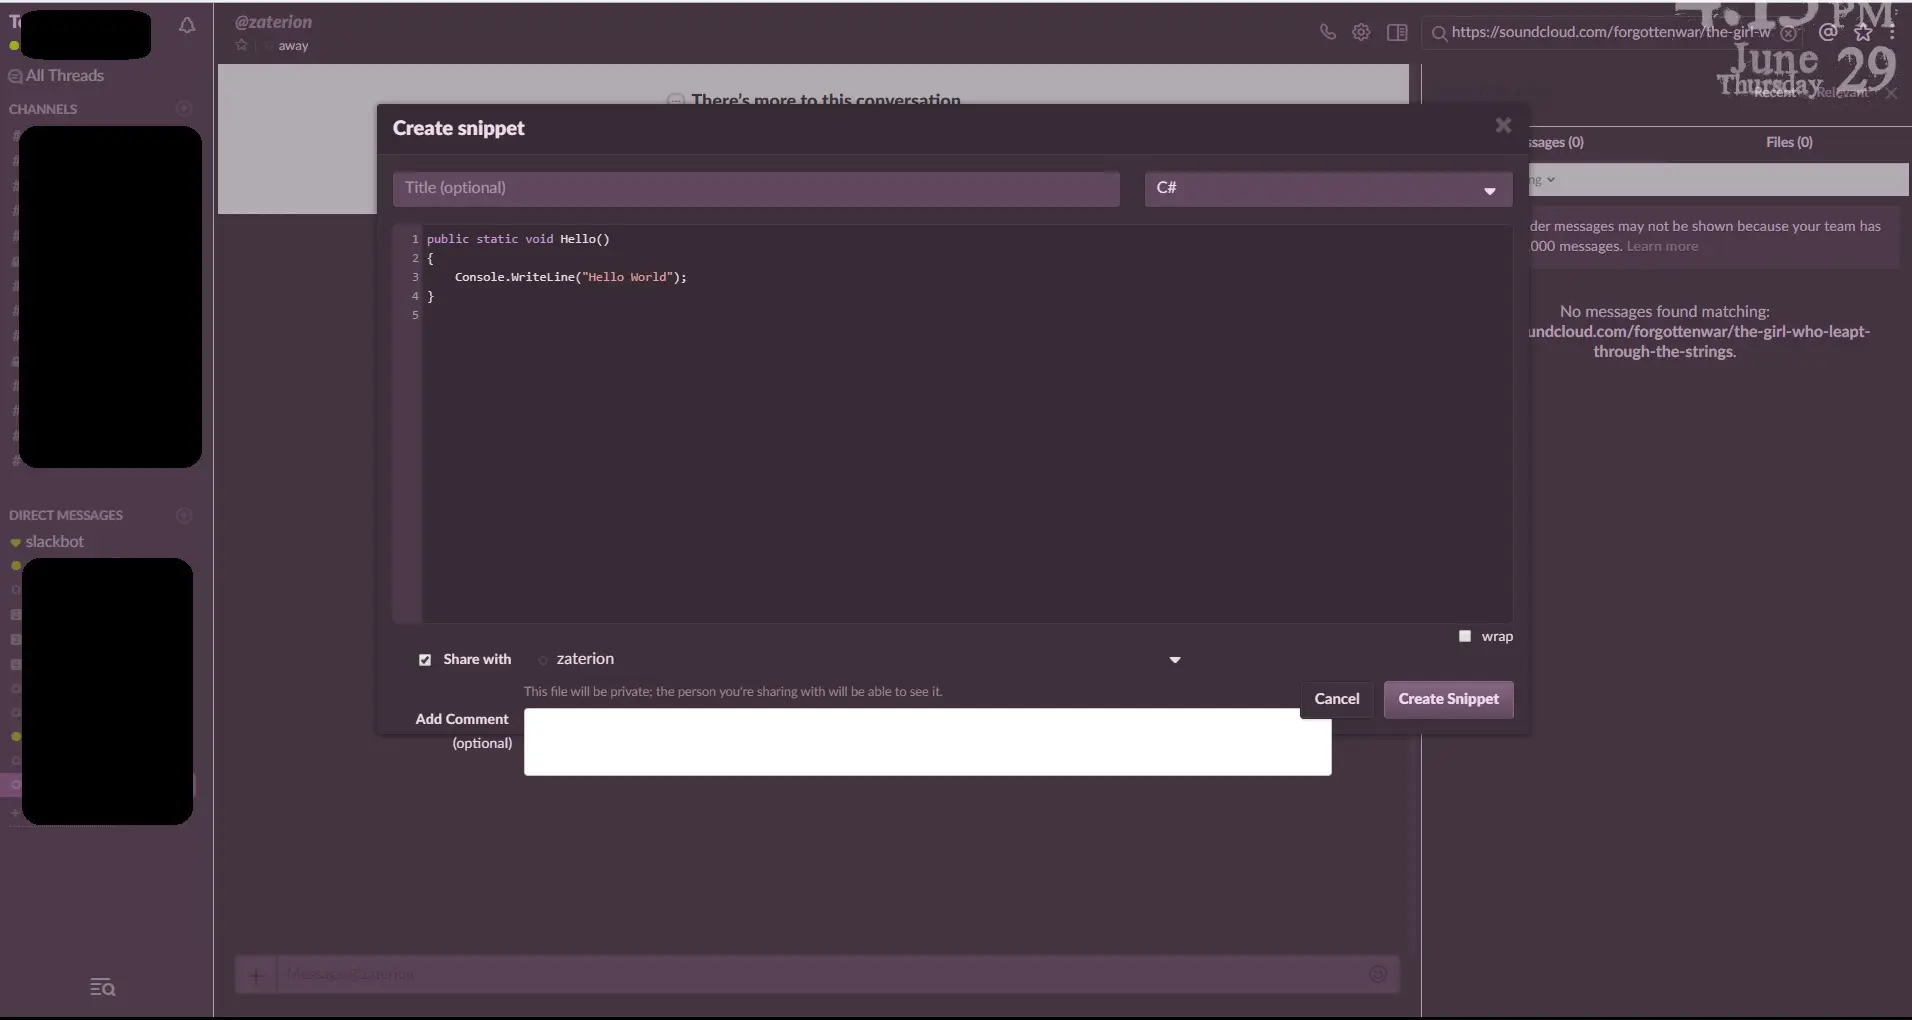 @zaterion
away
https://soundcloud.com/forgottenwar/the-girl-w
PM
June 29
Thursday
All Threads
CHANNELS
DIRECT MESSAGES
slackbot
There's more to this conversation
Create snippet
Title (optional)
C#
1 public static void Hello()
2 {
3 Console.WriteLine("Hello World");
4 }
5
wrap
Share with zaterion
This file will be private; the person you're sharing with will be able to see it.
Add Comment
(optional)
Cancel
Create Snippet
Message @zaterion
Recent Relevant
ssages (0) Files (0)
ng
der messages may not be shown because your team has
000 messages. Learn more
No messages found matching:
undcloud.com/forgottenwar/the-girl-who-leapt-
through-the-strings.